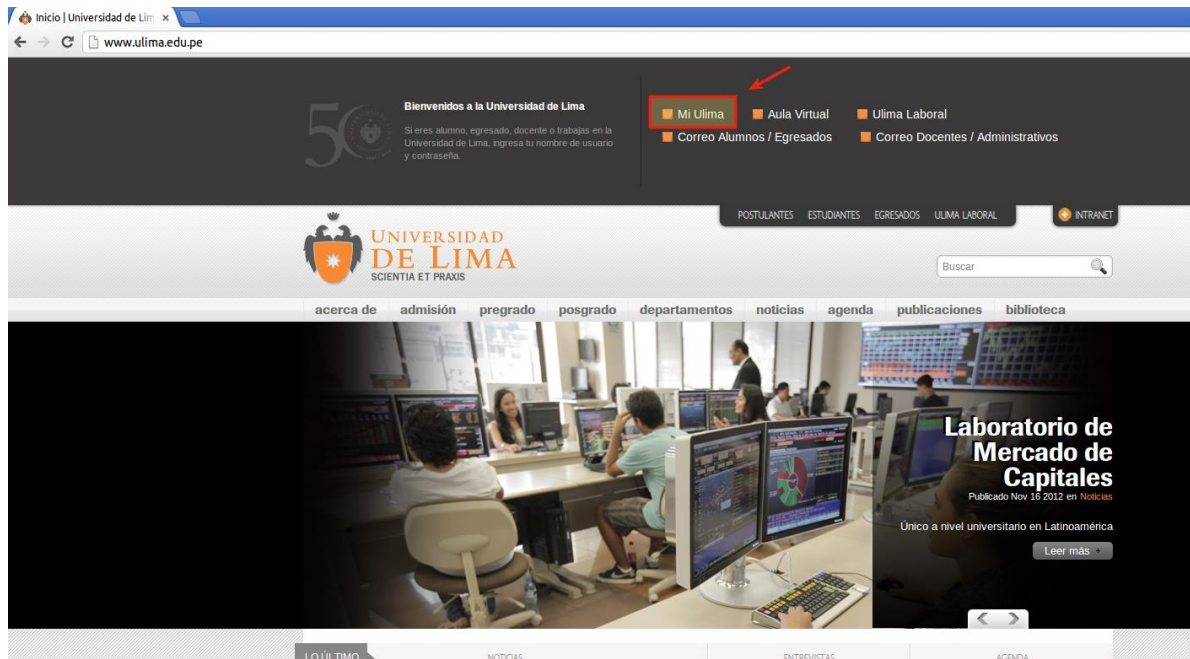 Inicio | Universidad de Lim
www.ulima.edu.pe
50
Bienvenidos a la Universidad de Lima
Si eres alumno, egresado, docente o trabajas en la
Universidad de Lima, ingresa tu nombre de usuario
y contraseña.
Mi Ulima Aula Virtual Ulima Laboral
Correo Alumnos / Egresados Correo Docentes / Administrativos
POSTULANTES ESTUDIANTES EGRESADOS ULIMA LABORAL INTRANET
UNIVERSIDAD
DE LIMA
SCIENTIA ET PRAXIS
Buscar
acerca de admisión pregrado posgrado departamentos noticias agenda publicaciones biblioteca
Laboratorio de
Mercado de
Capitales
Publicado Nov 16 2012 en Noticias
Único a nivel universitario en Latinoamérica
Leer más +
LO ÚLTIMO NOTICIAS ENTREVISTAS AGENDA